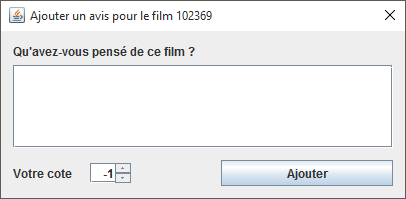 Ajouter un avis pour le film 102369
Qu'avez-vous pensé de ce film ?
Votre cote -1 Ajouter